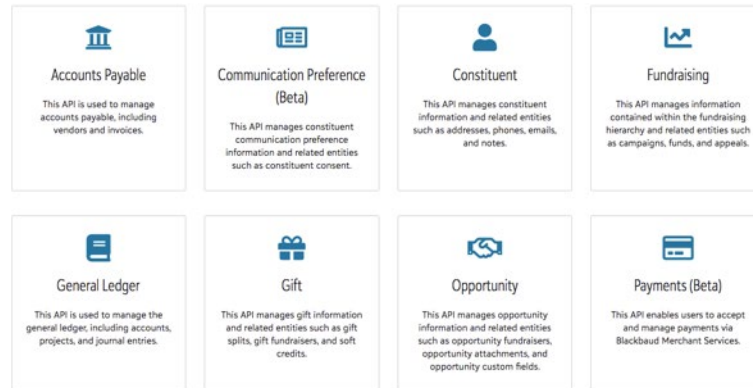 Accounts Payable
This API is used to manage
accounts payable, including
vendors and invoices.
Communication Preference
(Beta)
This API manages constituent
communication preference
information and related entities
such as constituent consent.
Constituent
This API manages constituent
information and related entities
such as addresses, phones, emails,
and notes.
Fundraising
This API manages information
contained within the fundraising
hierarchy and related entities such
as campaigns, funds, and appeals.
General Ledger
This API is used to manage the
general ledger, including accounts,
projects, and journal entries.
Gift
This API manages gift information
and related entities such as gift
splits, gift fundraisers, and soft
credits.
Opportunity
This API manages opportunity
information and related entities
such as opportunity fundraisers,
opportunity attachments, and
opportunity custom fields.
Payments (Beta)
This API enables users to accept
and manage payments via
Blackbaud Merchant Services.